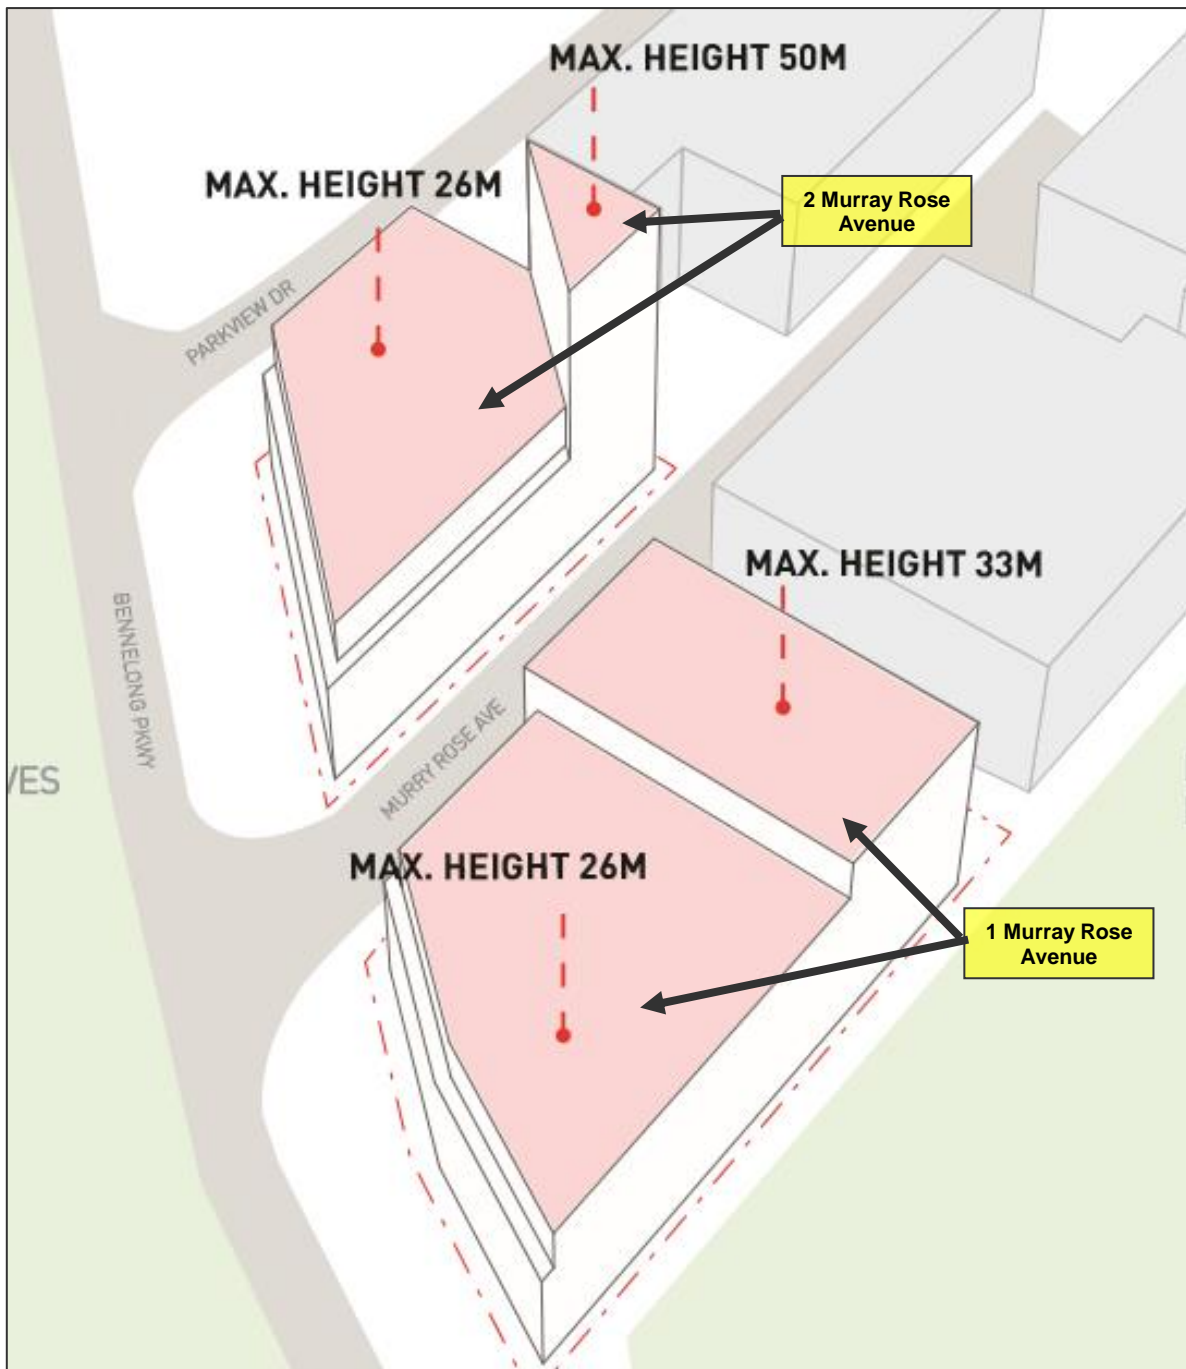 MAX. HEIGHT 50M
MAX. HEIGHT 26M
2 Murray Rose
Avenue
PARKVIEW DR
MAX. HEIGHT 33M
BENNELONG PKWY
MURRY ROSE AVE
/ES
MAX. HEIGHT 26M
1 Murray Rose
Avenue